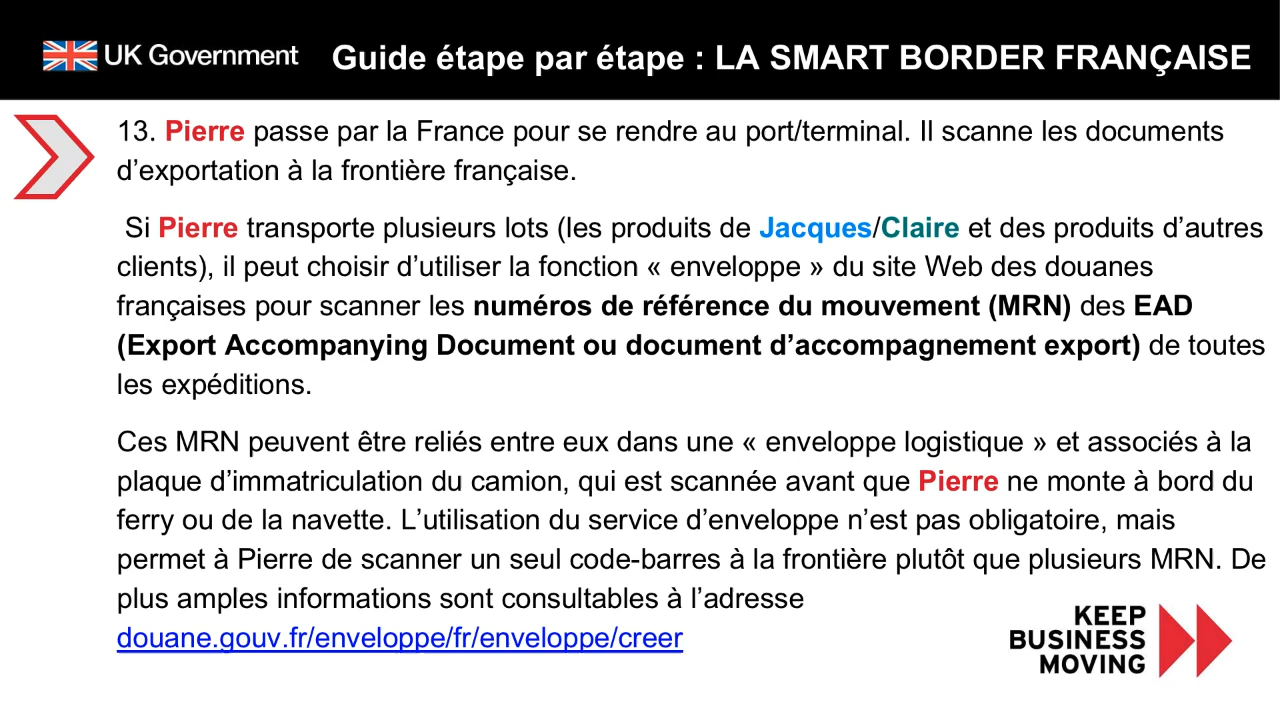 UK Government
Guide étape par étape : LA SMART BORDER FRANÇAISE
13. Pierre passe par la France pour se rendre au port/terminal. Il scanne les documents
d’exportation à la frontière française.
Si Pierre transporte plusieurs lots (les produits de Jacques/Claire et des produits d’autres
clients), il peut choisir d’utiliser la fonction « enveloppe » du site Web des douanes
françaises pour scanner les numéros de référence du mouvement (MRN) des EAD
(Export Accompanying Document ou document d’accompagnement export) de toutes
les expéditions.
Ces MRN peuvent être reliés entre eux dans une « enveloppe logistique » et associés à la
plaque d’immatriculation du camion, qui est scannée avant que Pierre ne monte à bord du
ferry ou de la navette. L’utilisation du service d’enveloppe n’est pas obligatoire, mais
permet à Pierre de scanner un seul code-barres à la frontière plutôt que plusieurs MRN. De
plus amples informations sont consultables à l’adresse
douane.gouv.fr/enveloppe/fr/enveloppe/creer
KEEP
BUSINESS
MOVING